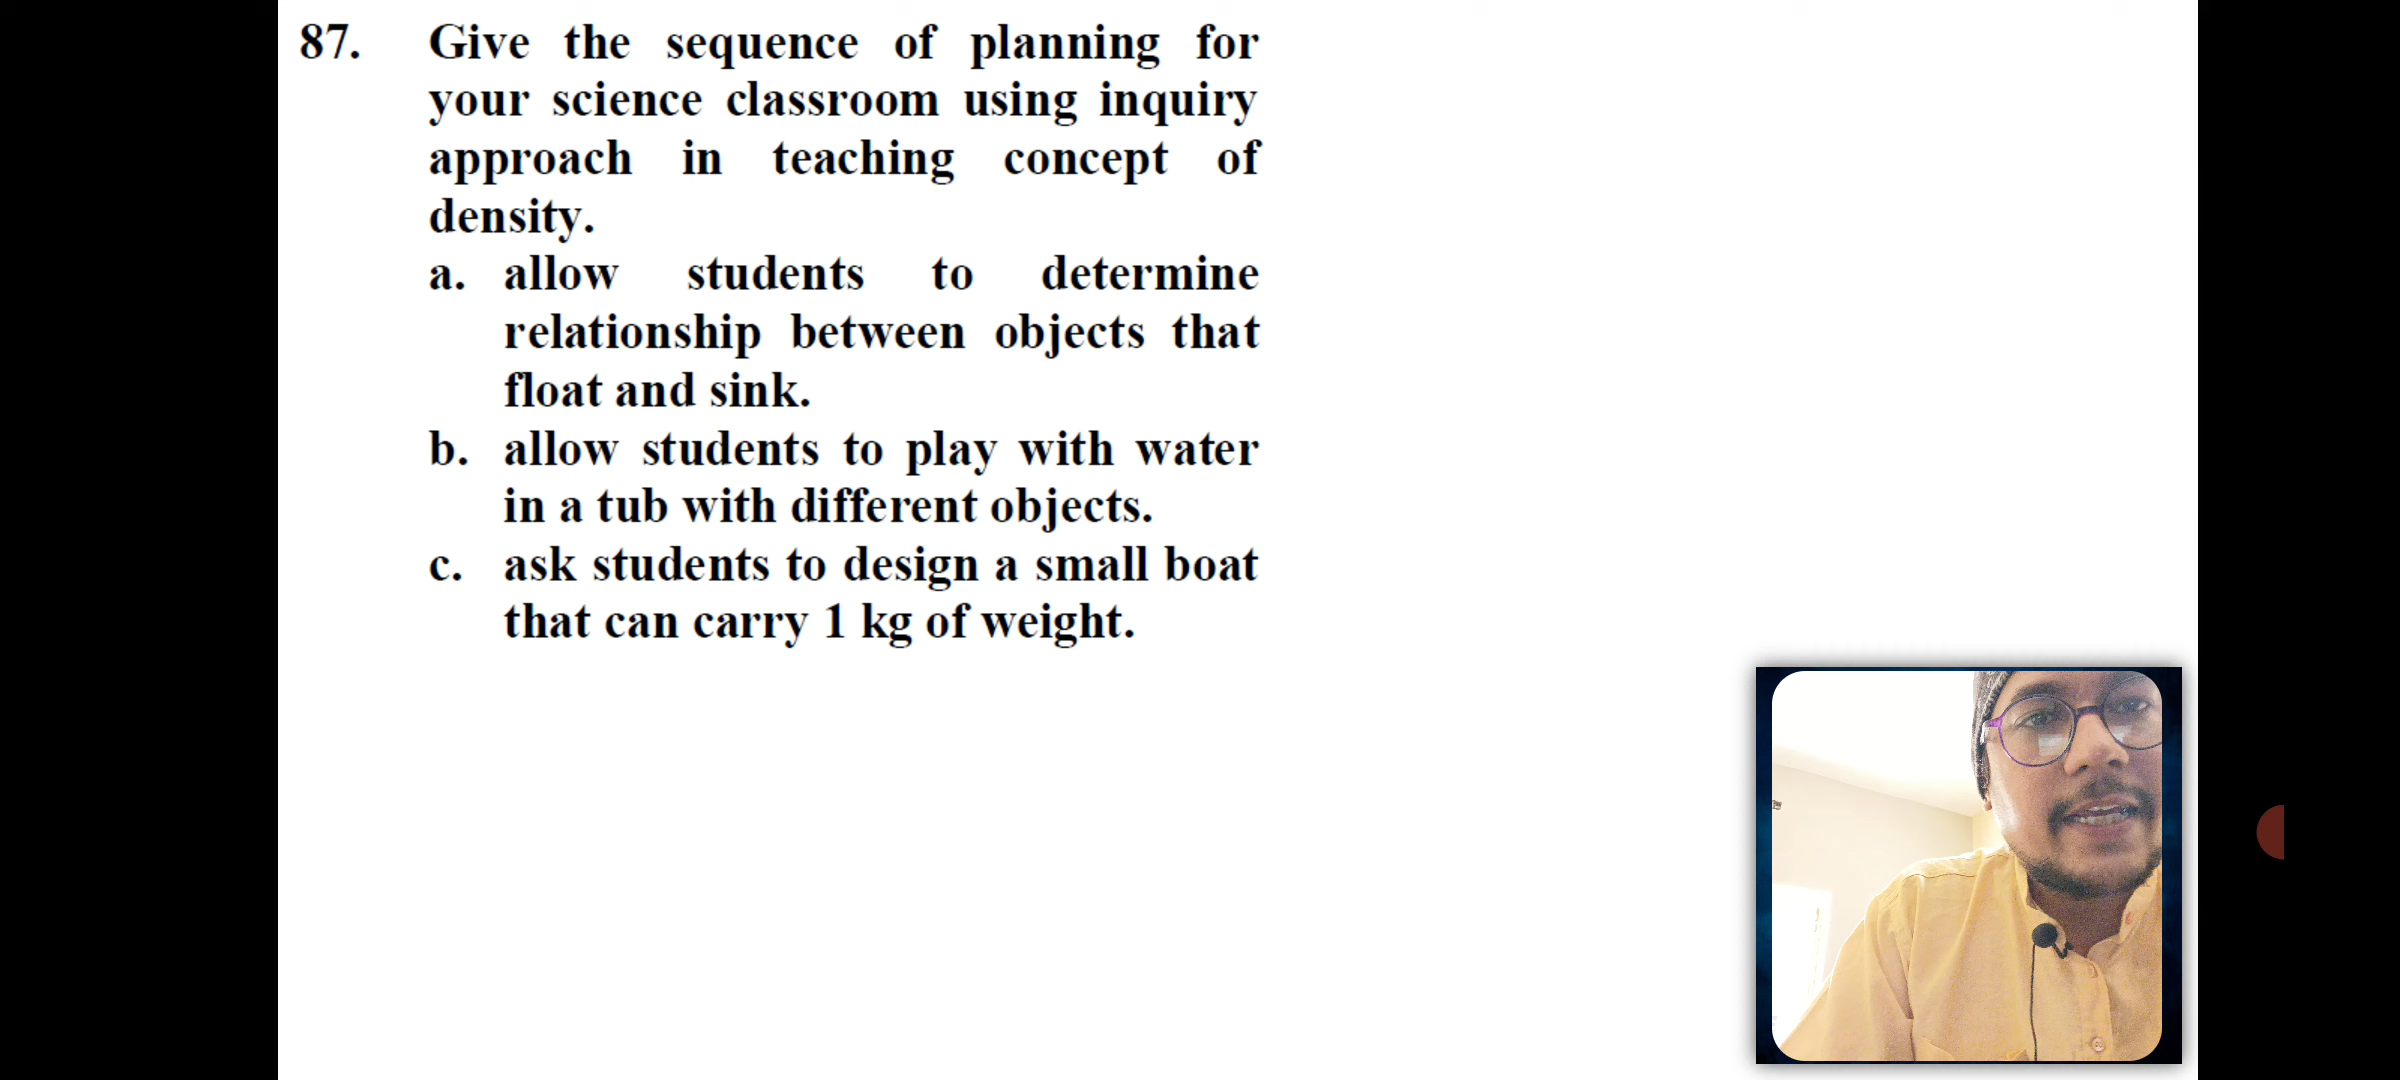 87. Give the sequence of planning for
your science classroom using inquiry
approach in teaching concept of
density.
a. allow students to determine
relationship between objects that
float and sink.
b. allow students to play with water
in a tub with different objects.
c. ask students to design a small boat
that can carry 1 kg of weight.